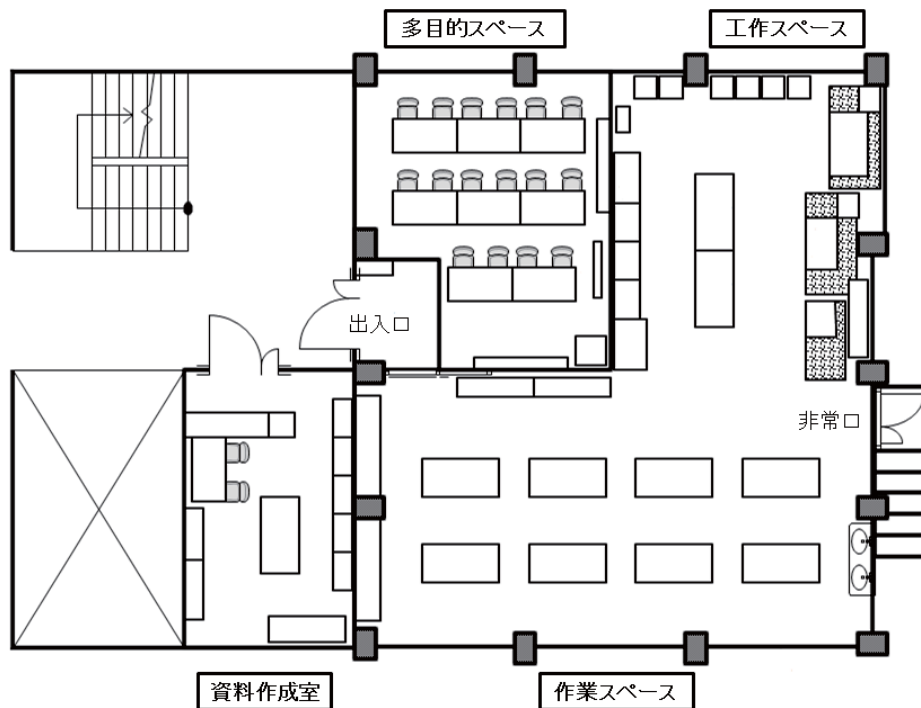 多目的スペース
工作スペース
出入口
非常口
資料作成室
作業スペース